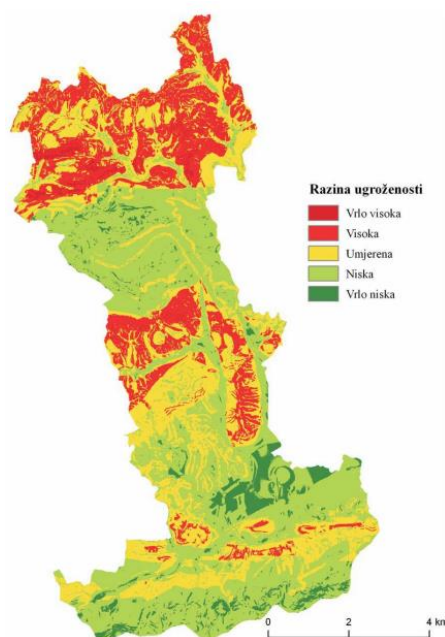 Razina ugroženosti
Vrlo visoka
Visoka
Umjerena
Niska
Vrlo niska
0 2 4 km